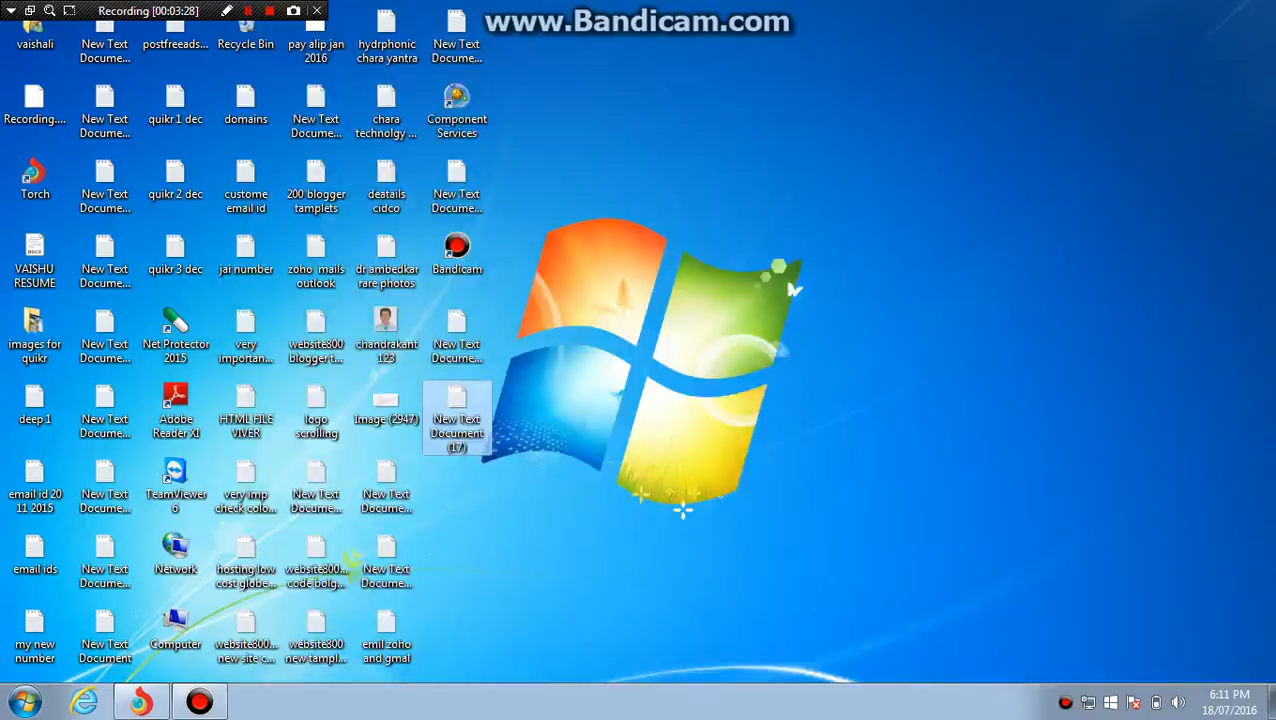 Recording [00:03:28]
www.Bandicam.com
vaishali
New Text
Docume...
postfreeads...
Recycle Bin
pay alip jan
2016
hydrphonic
chara yantra
New Text
Docume...
Recording....
New Text
Docume...
quikr 1 dec
domains
New Text
Docume...
chara
technolgy ...
Component
Services
Torch
New Text
Docume...
quikr 2 dec
custome
email id
200 blogger
tamplets
deatails
cidco
New Text
Docume...
VAISHU
RESUME
New Text
Docume...
quikr 3 dec
jai number
zoho mails
outlook
dr ambedkar
rare photos
Bandicam
images for
quikr
New Text
Docume...
Net Protector
2015
very
importan...
website800
blogger t...
chandrakant
123
New Text
Docume...
deep 1
New Text
Docume...
Adobe
Reader XI
HTML FILE
VIVER
logo
scrolling
Image (2947)
New Text
Document
(17)
email id 20
11 2015
New Text
Docume...
TeamViewer
6
very imp
check colo...
New Text
Docume...
New Text
Docume...
email ids
New Text
Docume...
Network
hosting low
cost globe...
website800...
code bolg...
New Text
Docume...
my new
number
New Text
Document
Computer
website800...
new site c...
website800
new tampl...
emil zoho
and gmal
6:11 PM
18/07/2016